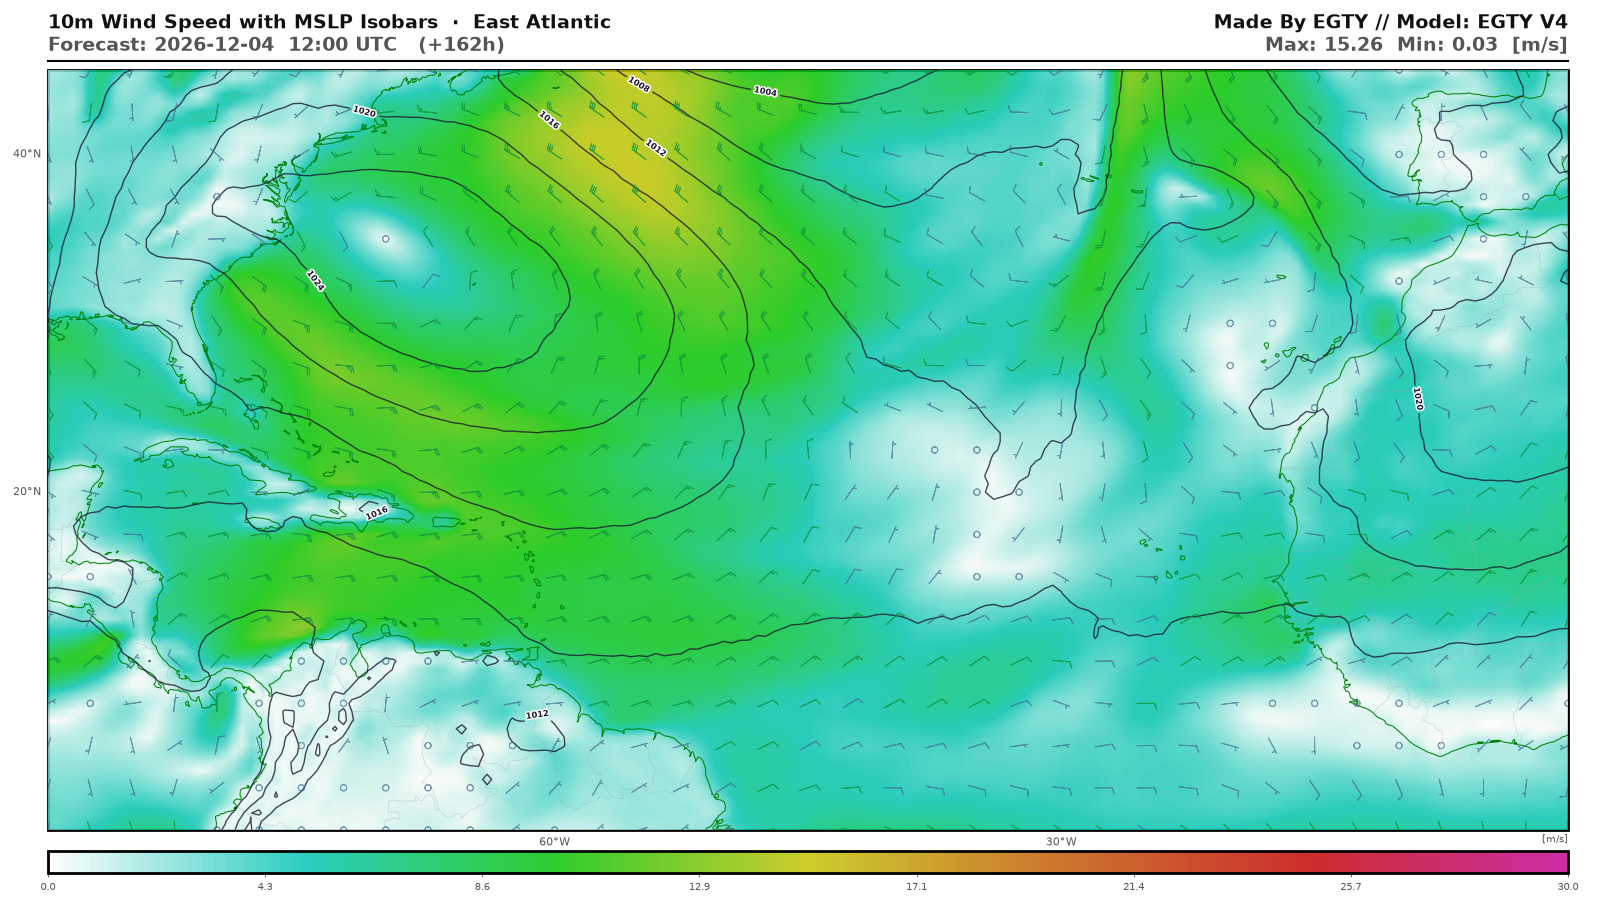 10m Wind Speed with MSLP Isobars · East Atlantic
Made By EGTY // Model: EGTY V4
Forecast: 2026-12-04 12:00 UTC (+162h)
Max: 15.26 Min: 0.03 [m/s]
1008
1004
1020
1016
1012
40°N
1024
1020
20°N
1016
1012
60°W
30°W
[m/s]
0.0
4.3
8.6
12.9
17.1
21.4
25.7
30.0